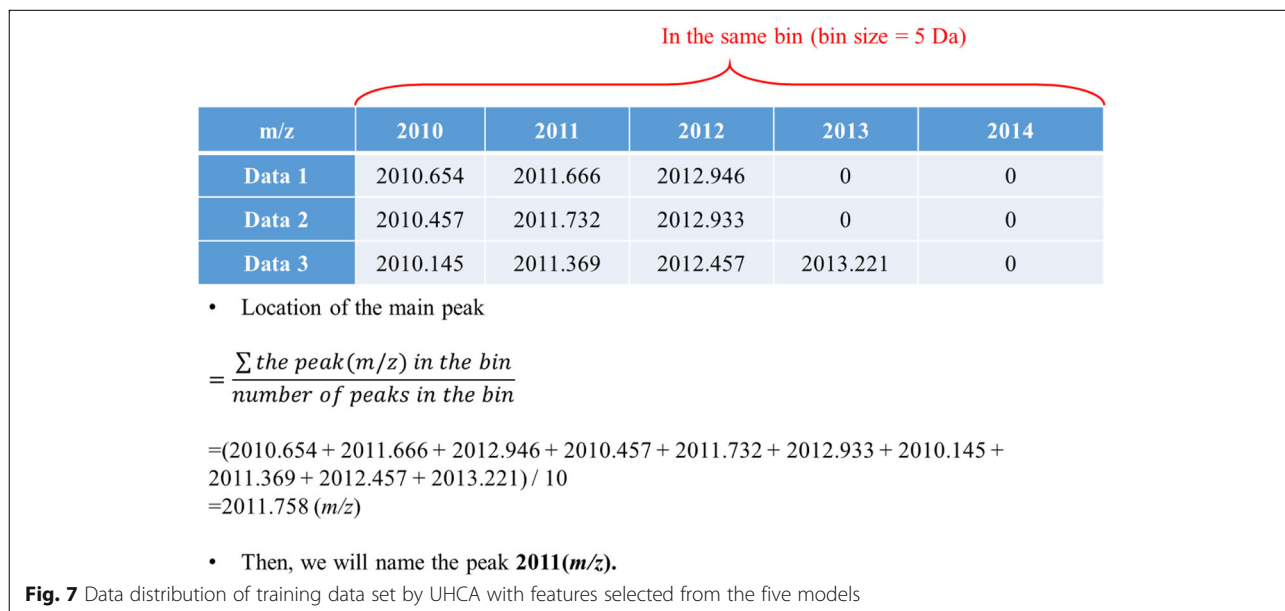 In the same bin (bin size = 5 Da)
m/z 2010 2011 2012 2013 2014
Data 1 2010.654 2011.666 2012.946 0 0
Data 2 2010.457 2011.732 2012.933 0 0
Data 3 2010.145 2011.369 2012.457 2013.221 0
• Location of the main peak
= ∑ the peak(m/z) in the bin
number of peaks in the bin
=(2010.654 + 2011.666 + 2012.946 + 2010.457 + 2011.732 + 2012.933 + 2010.145 +
2011.369 + 2012.457 + 2013.221) / 10
=2011.758 (m/z)
• Then, we will name the peak 2011(m/z).
Fig. 7 Data distribution of training data set by UHCA with features selected from the five models